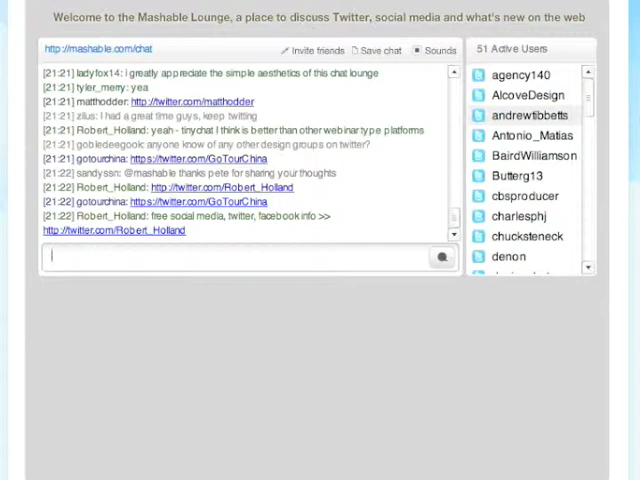 Welcome to the Mashable Lounge, a place to discuss Twitter, social media and what's new on the web
http://mashable.com/chat
Invite friends
Save chat
Sounds
51 Active Users
[21:21] ladyfox14: i greatly appreciate the simple aesthetics of this chat lounge
[21:21] tyler_merry: yea
[21:21] matthodder: http://twitter.com/matthodder
[21:21] zilus: I had a great time guys, keep twitting
[21:21] Robert_Holland: yeah - tinychat I think is better than other webinar type platforms
[21:21] gobledeegook: anyone know of any other design groups on twitter?
[21:21] gotourchina: https://twitter.com/GoTourChina
[21:22] sandyssn: @mashable thanks pete for sharing your thoughts
[21:22] Robert_Holland: http://twitter.com/Robert_Holland
[21:22] gotourchina: https://twitter.com/GoTourChina
[21:22] Robert_Holland: free social media, twitter, facebook info >>
http://twitter.com/Robert_Holland
agency140
AlcoveDesign
andrewtibbetts
Antonio_Matias
BairdWilliamson
Butterg13
cbsproducer
charlesphj
chucksteneck
denon